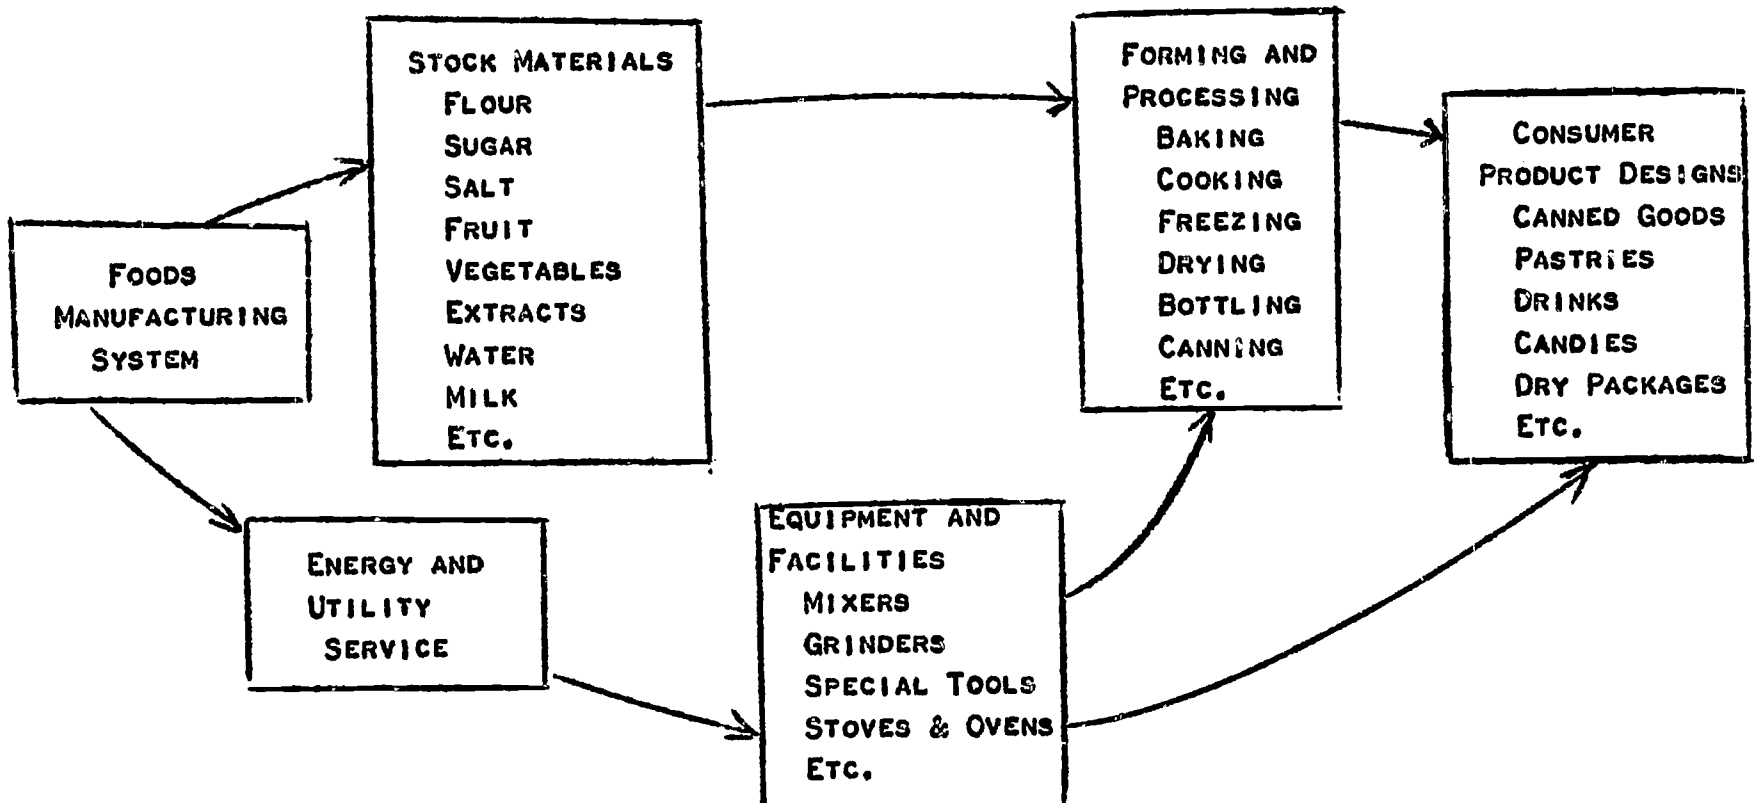 FOODS
MANUFACTURING
SYSTEM
STOCK MATERIALS
FLOUR
SUGAR
SALT
FRUIT
VEGETABLES
EXTRACTS
WATER
MILK
ETC.
ENERGY AND
UTILITY
SERVICE
EQUIPMENT AND
FACILITIES
MIXERS
GRINDERS
SPECIAL TOOLS
STOVES & OVENS
ETC.
FORMING AND
PROCESSING
BAKING
COOKING
FREEZING
DRYING
BOTTLING
CANNING
ETC.
CONSUMER
PRODUCT DESIGNS
CANNED GOODS
PASTRIES
DRINKS
CANDIES
DRY PACKAGES
ETC.